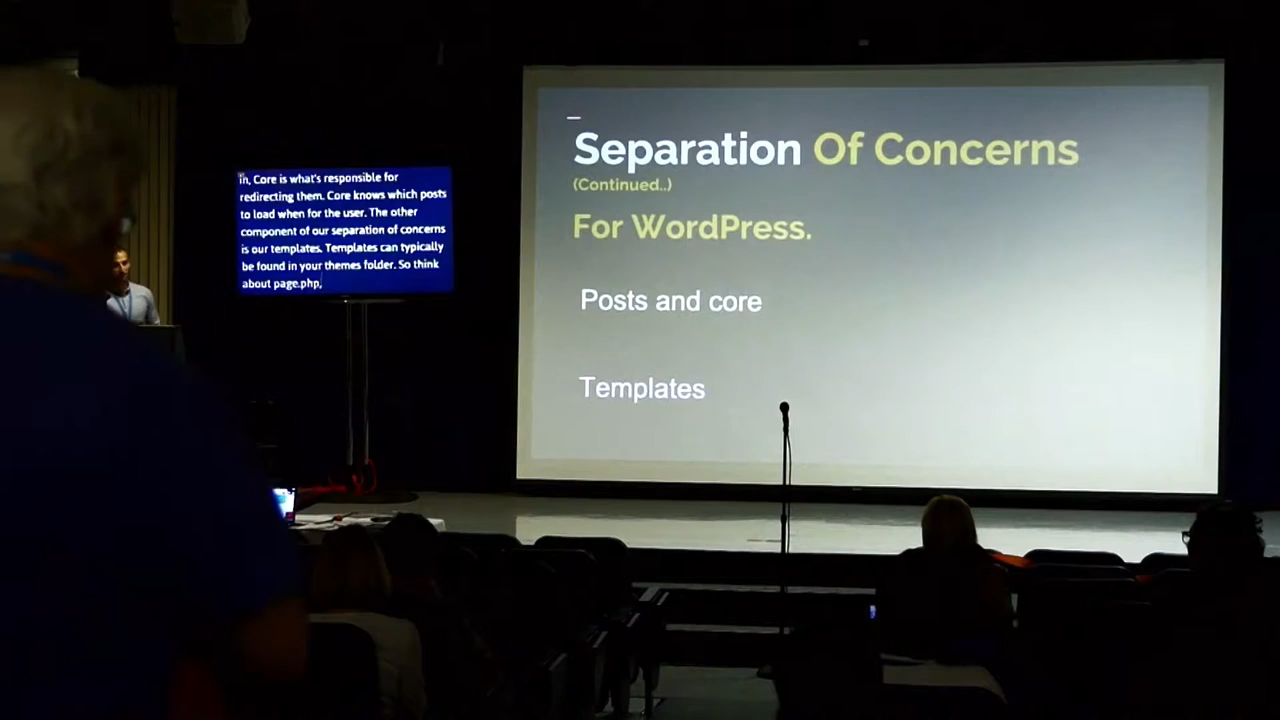 in, Core is what's responsible for
redirecting them. Core knows which posts
to load when for the user. The other
component of our separation of concerns
is our templates. Templates can typically
be found in your themes folder. So think
about page.php,
Separation Of Concerns
(Continued..)
For WordPress.
Posts and core
Templates